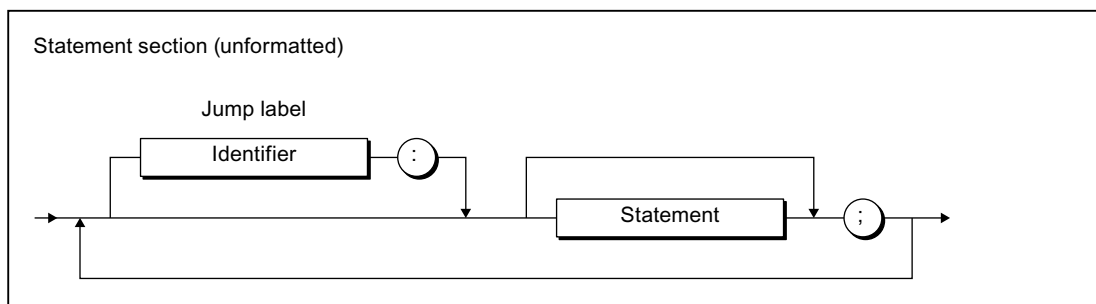 Statement section (unformatted)
Jump label
Identifier
:
Statement
;